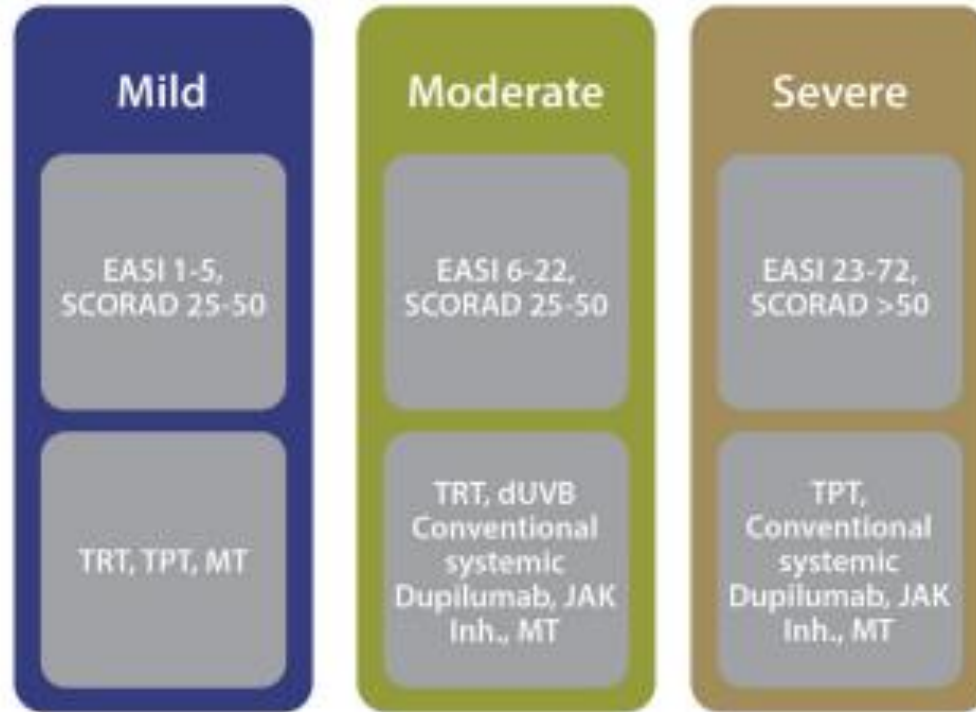 Mild
EASI 1-5,
SCORAD 25-50
TRT, TPT, MT
Moderate
EASI 6-22,
SCORAD 25-50
TRT, dUVB
Conventional
systemic
Dupilumab, JAK
Inh., MT
Severe
EASI 23-72,
SCORAD >50
TPT,
Conventional
systemic
Dupilumab, JAK
Inh., MT